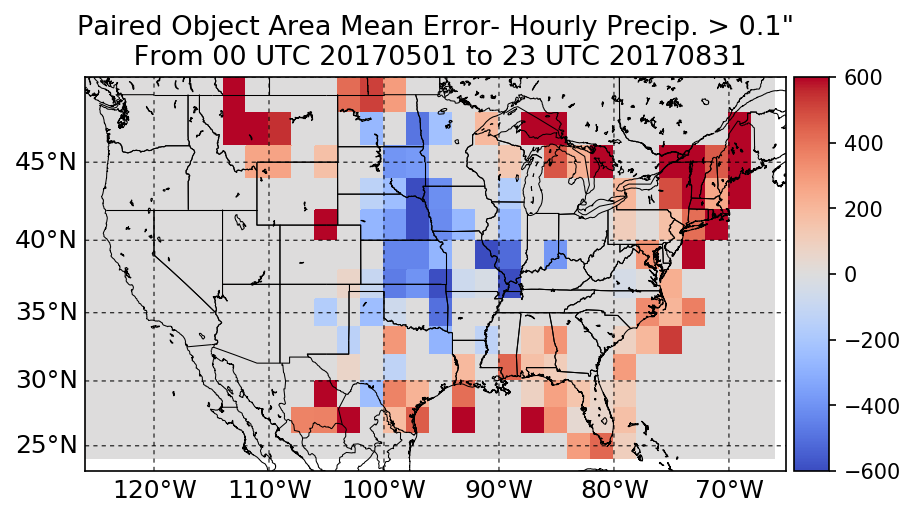 Paired Object Area Mean Error- Hourly Precip. > 0.1"
From 00 UTC 20170501 to 23 UTC 20170831
600
400
200
0
−200
−400
−600
45°N
40°N
35°N
30°N
25°N
120°W 110°W 100°W 90°W 80°W 70°W